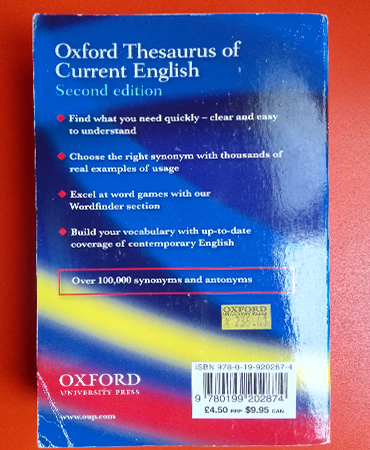 Oxford Thesaurus of
Current English
Second edition
Find what you need quickly – clear and easy
to understand
Choose the right synonym with thousands of
real examples of usage
Excel at word games with our
Wordfinder section
Build your vocabulary with up-to-date
coverage of contemporary English
Over 100,000 synonyms and antonyms
OXFORD
UNIVERSITY PRESS
ISBN 978-0-19-920287-4
9 780199 202874
£4.50 RRP $9.95 CAN
OXFORD
UNIVERSITY PRESS
www.oup.com